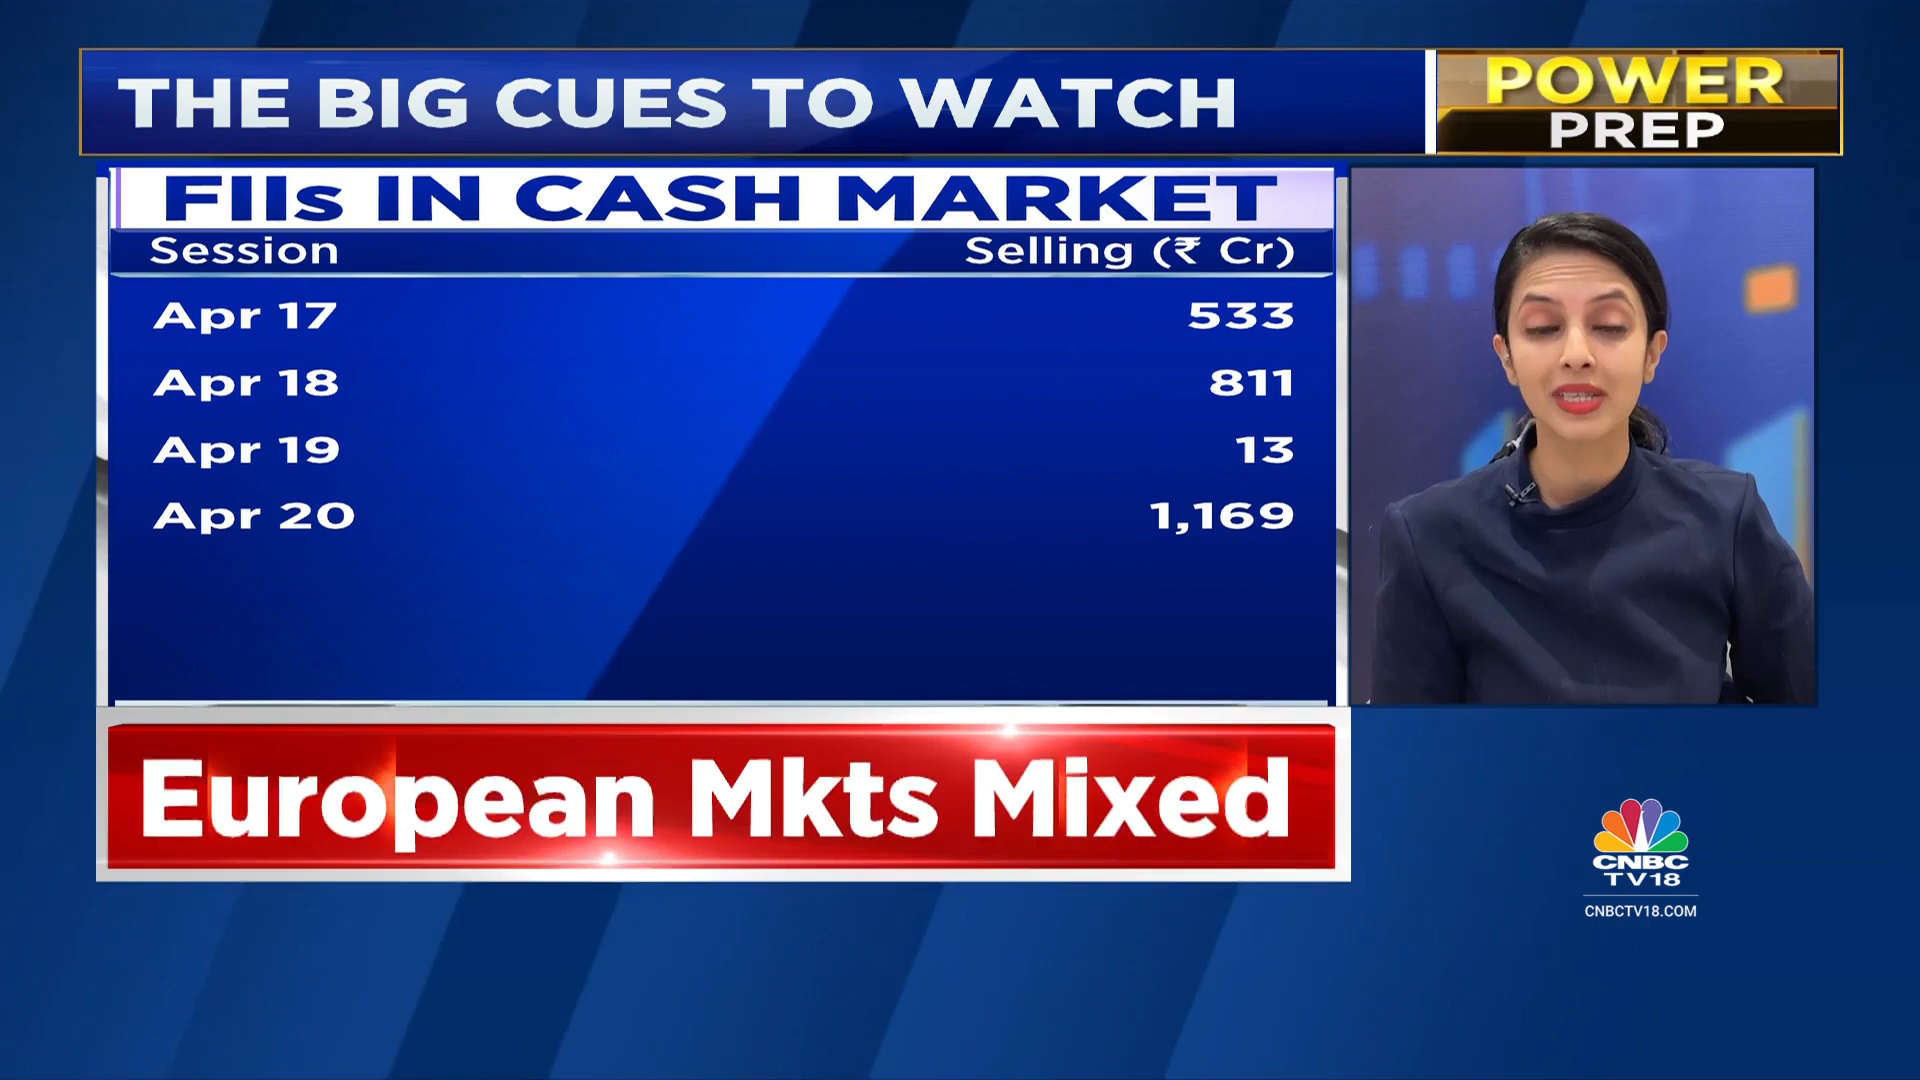 THE BIG CUES TO WATCH
POWER
PREP
FIIs IN CASH MARKET
Session Selling (₹ Cr)
Apr 17 533
Apr 18 811
Apr 19 13
Apr 20 1,169
European Mkts Mixed
CNBC
TV18
CNBCTV18.COM